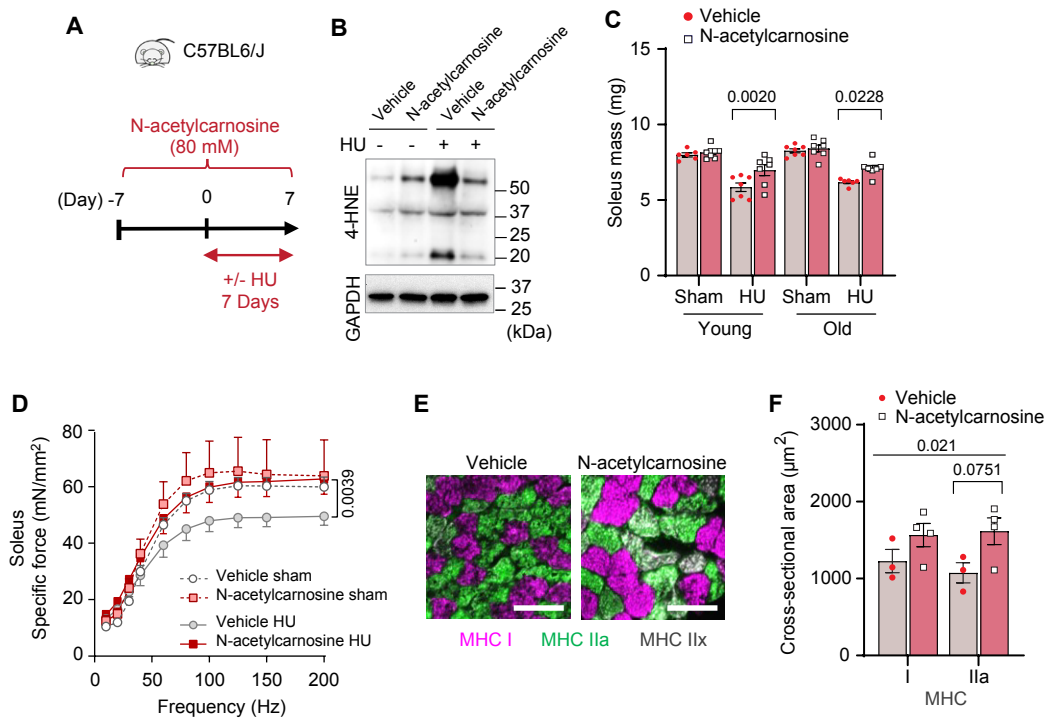 A
C57BL6/J
N-acetylcarnosine
(80 mM)
(Day) -7 0 7
+/- HU
7 Days
B
Vehicle
N-acetylcarnosine
Vehicle
N-acetylcarnosine
HU - - + +
4-HNE
50
37
25
20
GAPDH
37
25
(kDa)
C
Vehicle
N-acetylcarnosine
Soleus mass (mg)
15
10
5
0
0.0020
0.0228
Sham HU Sham HU
Young Old
D
Soleus
Specific force (mN/mm²)
80
60
40
20
0
0.0039
Vehicle sham
N-acetylcarnosine sham
Vehicle HU
N-acetylcarnosine HU
0 50 100 150 200
Frequency (Hz)
E
Vehicle N-acetylcarnosine
MHC I MHC IIa MHC IIx
F
Vehicle
N-acetylcarnosine
Cross-sectional area (µm²)
3000
2000
1000
0
0.021
0.0751
I IIa
MHC